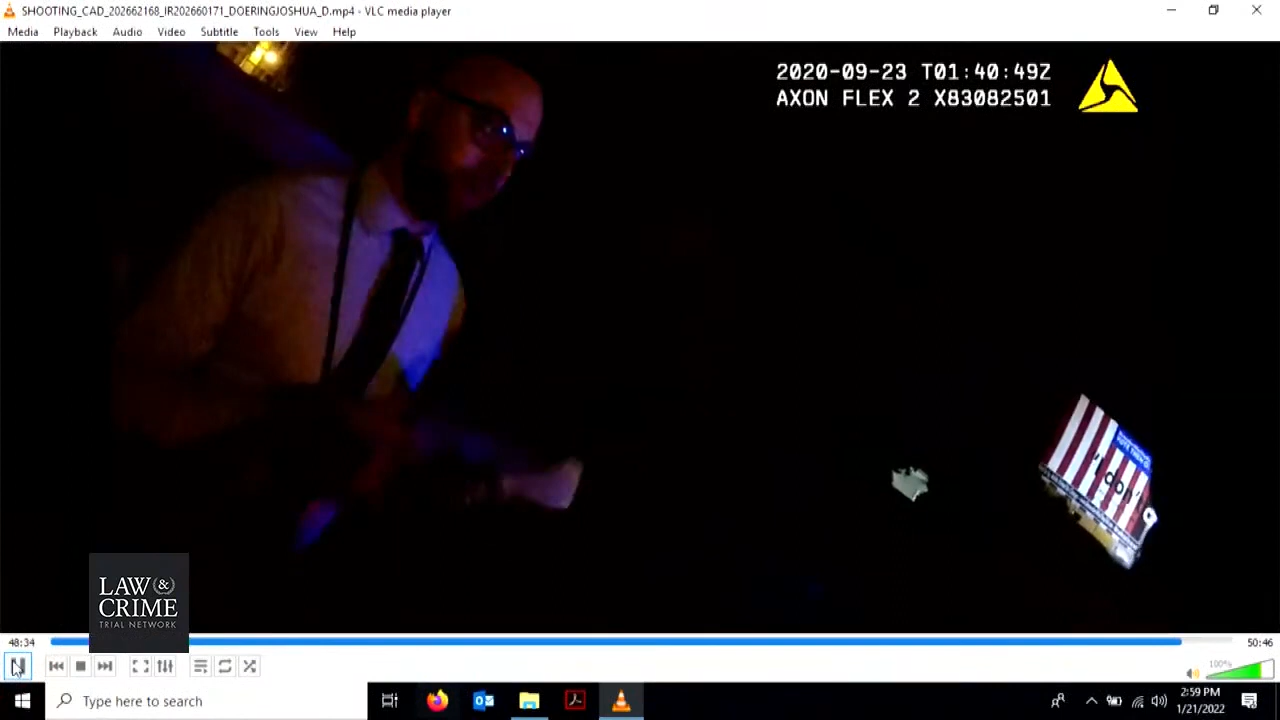 SHOOTING_CAD_202662168_IR202660171_DOERINGJOSHUA_D.mp4 - VLC media player
Media Playback Audio Video Subtitle Tools View Help
2020-09-23 T01:40:49Z
AXON FLEX 2 X83082501
"I don'
LAW & CRIME
TRIAL NETWORK
48:34
50:46
100%
Type here to search
2:59 PM
1/21/2022